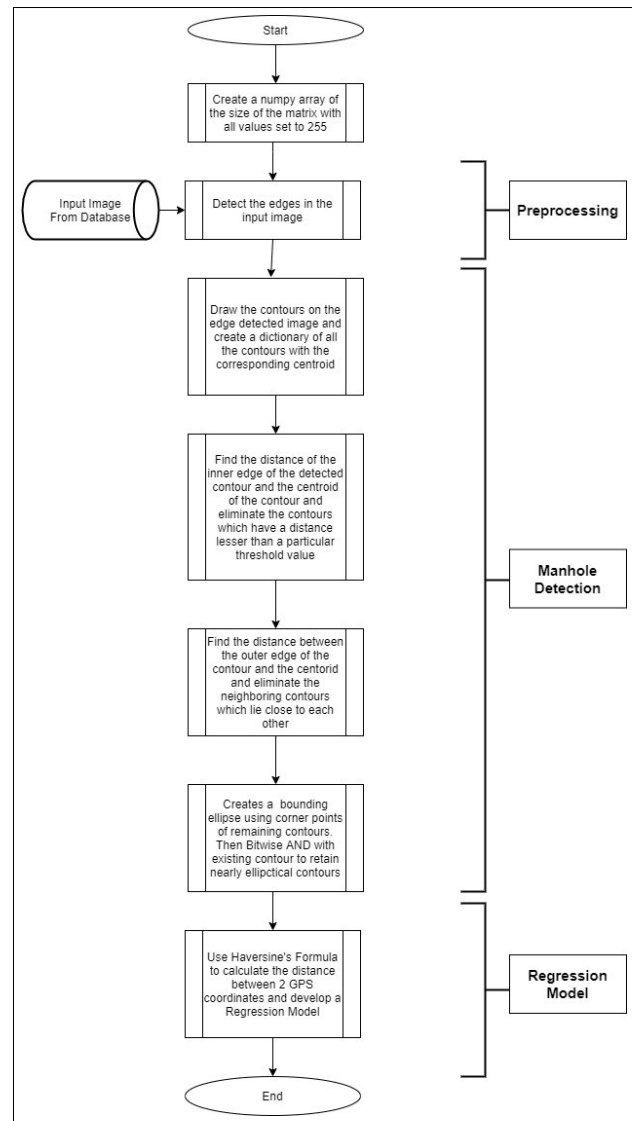 Start
Create a numpy array of
the size of the matrix with
all values set to 255
Input Image
From Database
Detect the edges in the
input image
Preprocessing
Draw the contours on the
edge detected image and
create a dictionary of all
the contours with the
corresponding centroid
Find the distance of the
inner edge of the detected
contour and the centroid
of the contour and
eliminate the contours
which have a distance
lesser than a particular
threshold value
Manhole
Detection
Find the distance between
the outer edge of the
contour and the centorid
and eliminate the
neighboring contours
which lie close to each
other
Creates a bounding
ellipse using corner points
of remaining contours.
Then Bitwise AND with
existing contour to retain
nearly ellipctical contours
Use Haversine's Formula
to calculate the distance
between 2 GPS
coordinates and develop a
Regression Model
Regression
Model
End